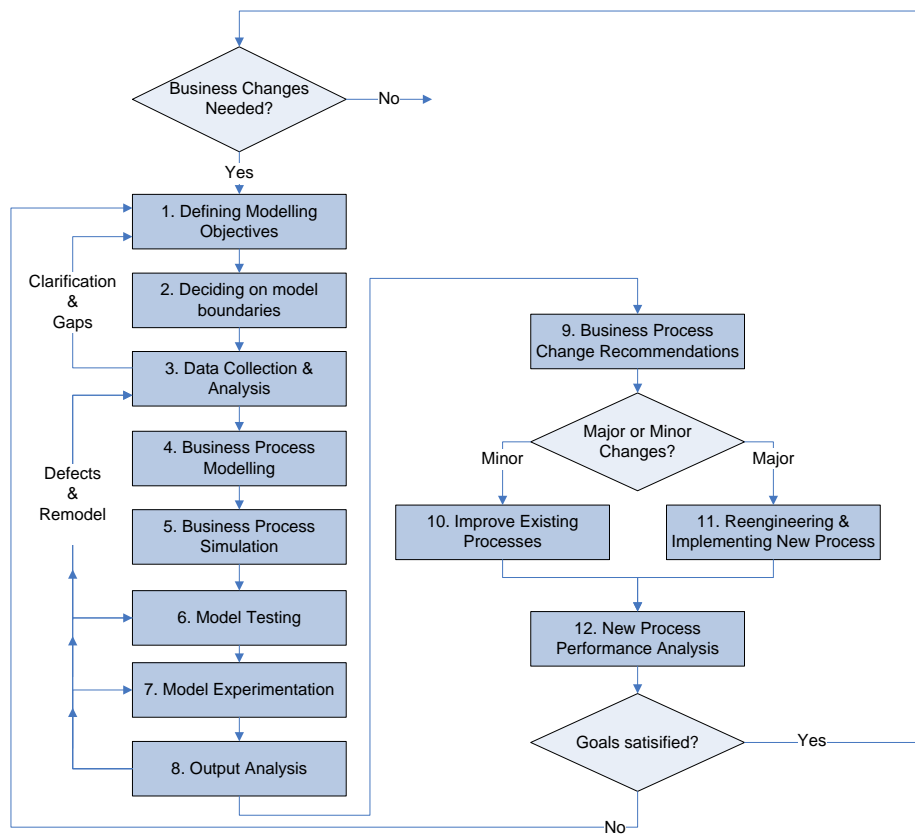 Business Changes
Needed?
No
Yes
1. Defining Modelling
Objectives
Clarification
&
Gaps
2. Deciding on model
boundaries
3. Data Collection &
Analysis
4. Business Process
Modelling
Defects
&
Remodel
5. Business Process
Simulation
6. Model Testing
7. Model Experimentation
8. Output Analysis
9. Business Process
Change Recommendations
Major or Minor
Changes?
Minor
Major
10. Improve Existing
Processes
11. Reengineering &
Implementing New Process
12. New Process
Performance Analysis
Goals satisified?
Yes
No